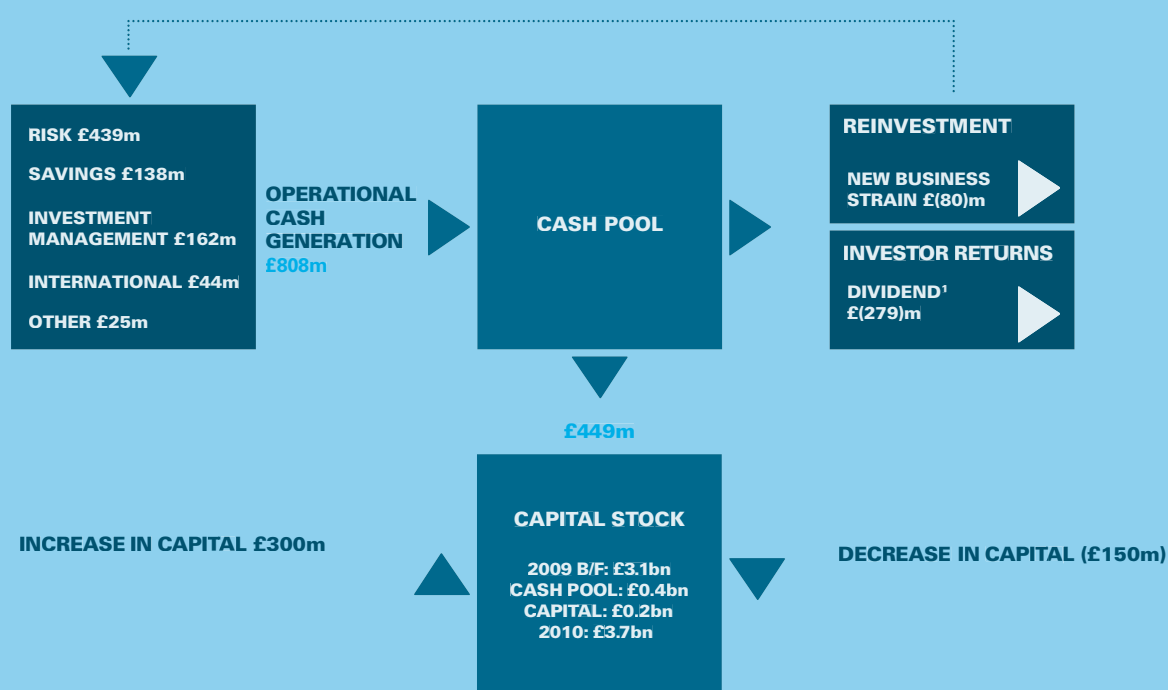 RISK £439m
SAVINGS £138m
INVESTMENT
MANAGEMENT £162m
INTERNATIONAL £44m
OTHER £25m
OPERATIONAL
CASH
GENERATION
£808m
CASH POOL
REINVESTMENT
NEW BUSINESS
STRAIN £(80)m
INVESTOR RETURNS
DIVIDEND¹
£(279)m
£449m
CAPITAL STOCK
2009 B/F: £3.1bn
CASH POOL: £0.4bn
CAPITAL: £0.2bn
2010: £3.7bn
INCREASE IN CAPITAL £300m
DECREASE IN CAPITAL (£150m)